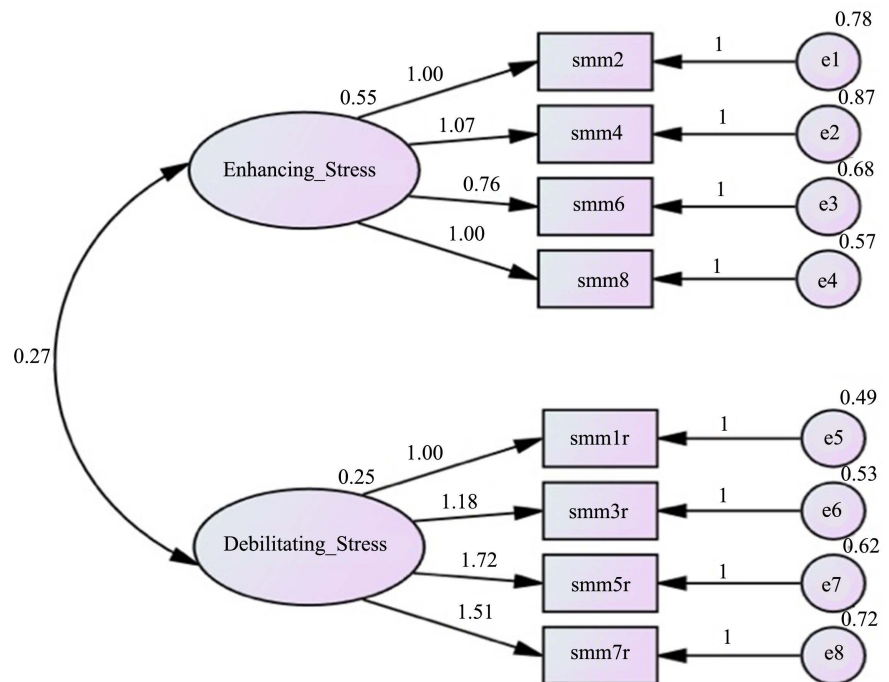 0.78
1.00
smm2
1
e1
0.55
0.87
1.07
smm4
1
e2
Enhancing_Stress
0.68
0.76
smm6
1
e3
0.57
1.00
smm8
1
e4
0.27
0.49
1.00
smm1r
1
e5
0.25
0.53
1.18
smm3r
1
e6
Debilitating_Stress
0.62
1.72
smm5r
1
e7
0.72
1.51
smm7r
1
e8